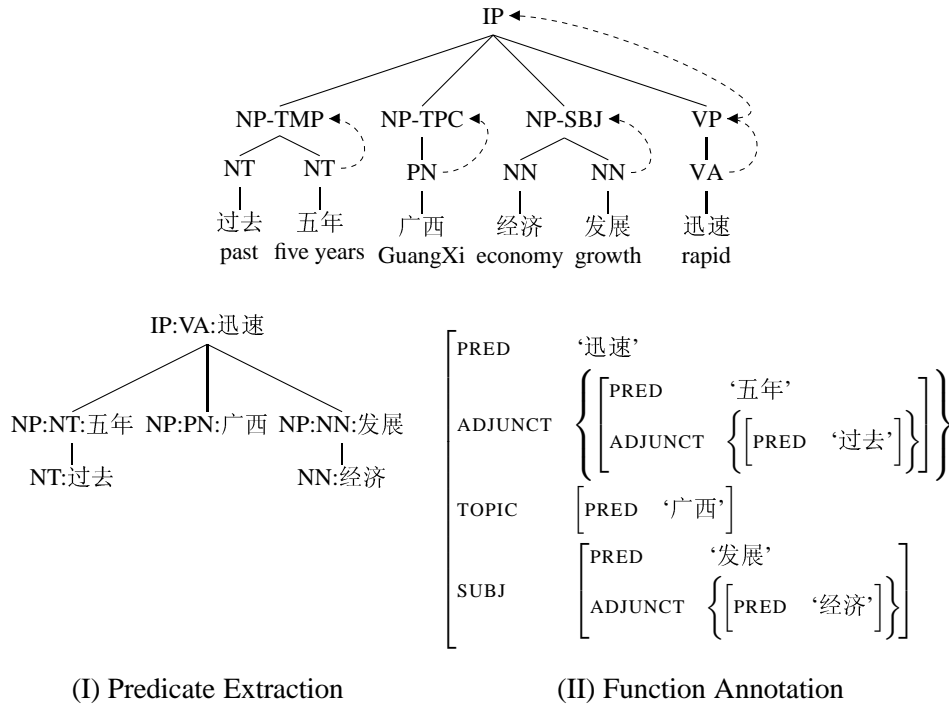 IP
NP-TMP NP-TPC NP-SBJ VP
NT NT PN NN NN VA
过去 五年 广西 经济 发展 迅速
past five years GuangXi economy growth rapid
IP:VA:迅速
NP:NT:五年 NP:PN:广西 NP:NN:发展
NT:过去 NN:经济
PRED ‘迅速’
PRED ‘五年’
ADJUNCT
ADJUNCT PRED ‘过去’
TOPIC PRED ‘广西’
PRED ‘发展’
SUBJ
ADJUNCT PRED ‘经济’
(I) Predicate Extraction (II) Function Annotation